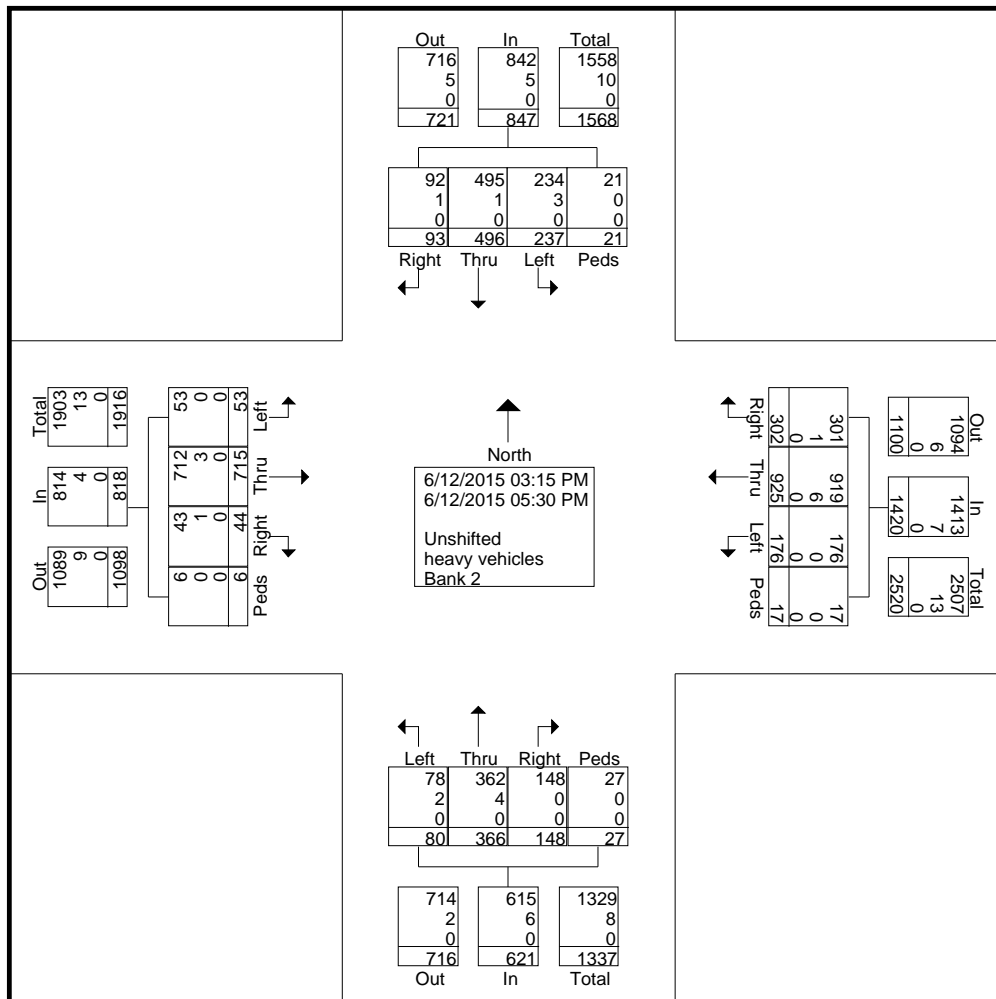 Out In Total
716 842 1558
5 5 10
0 0 0
721 847 1568
92 495 234 21
1 1 3 0
0 0 0 0
93 496 237 21
Right Thru Left Peds
Total
1903
13
0
1916
In
814
4
0
818
Out
1089
9
0
1098
53
0
0
53
Left
712
3
0
715
Thru
43
1
0
44
Right
6
0
0
6
Peds
North
6/12/2015 03:15 PM
6/12/2015 05:30 PM
Unshifted
heavy vehicles
Bank 2
Right
302
0
1
301
Thru
925
0
6
919
Left
176
0
0
176
Peds
17
0
0
17
Out
1094
6
0
1100
In
1413
7
0
1420
Total
2507
13
0
2520
Left Thru Right Peds
78 362 148 27
2 4 0 0
0 0 0 0
80 366 148 27
714 615 1329
2 6 8
0 0 0
716 621 1337
Out In Total